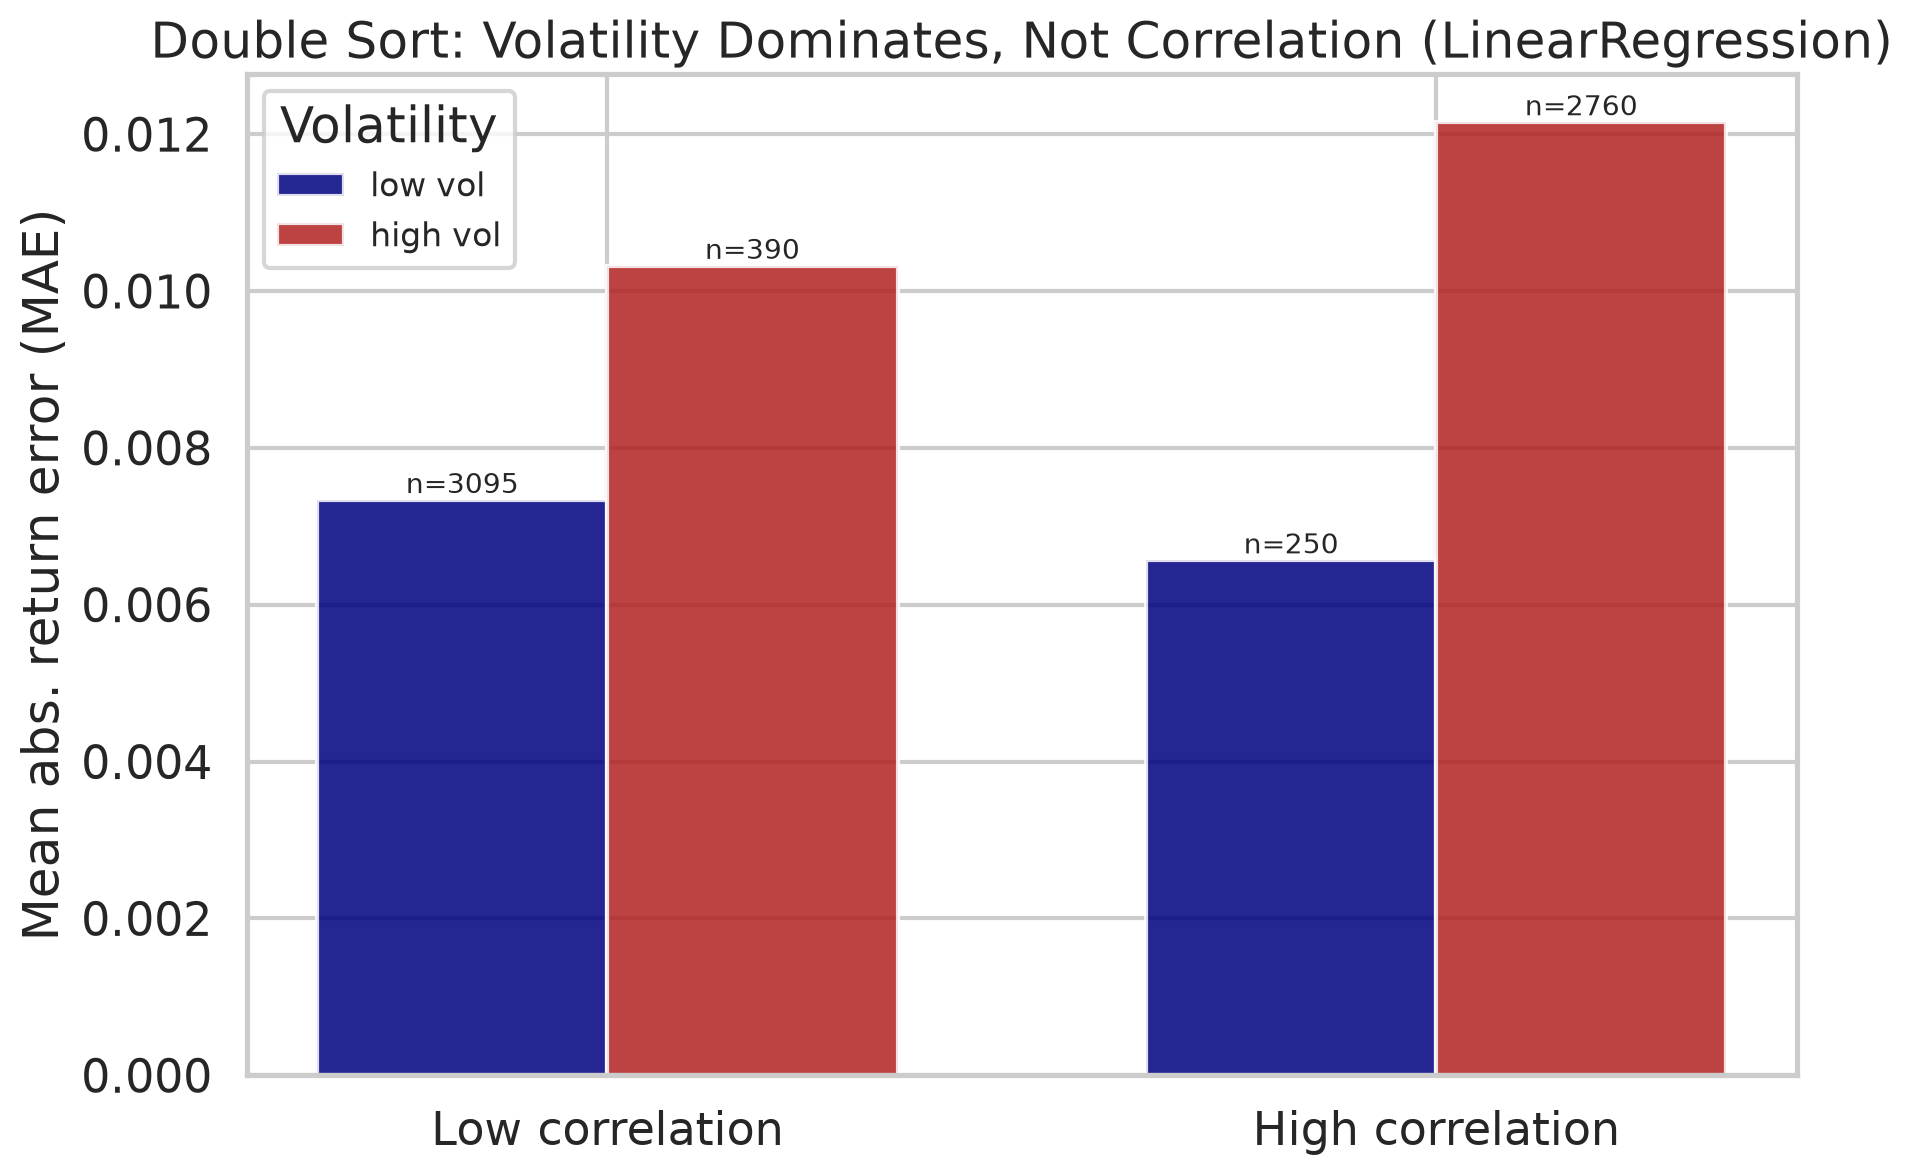 Double Sort: Volatility Dominates, Not Correlation (LinearRegression)
Mean abs. return error (MAE)
0.012
0.010
0.008
0.006
0.004
0.002
0.000
Volatility
low vol
high vol
n=3095
n=390
n=250
n=2760
Low correlation
High correlation